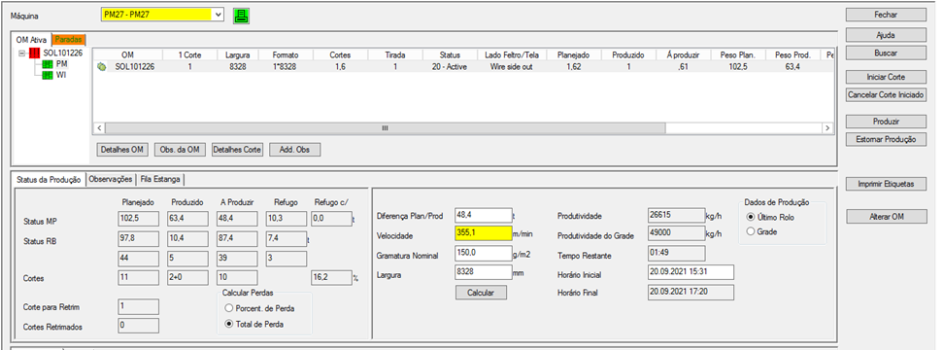 Máquina PM27 - PM27 Fechar
OM Ativa Paradas Ajuda
SOL101226 Buscar
PM
WI
OM 1 Corte Largura Formato Cortes Tirada Status Lado Feltro/Tela Planejado Produzido Á produzir Peso Plan. Peso Prod. Pe
SOL101226 1 8328 1*8328 1,6 1 20 - Active Wire side out 1,62 1 ,61 102,5 63,4
Iniciar Corte
Cancelar Corte Iniciado
Produzir
Estornar Produção
Detalhes OM Obs. da OM Detalhes Corte Add. Obs
Status da Produção Observações Fila Estanga
Imprimir Etiquetas
Alterar OM
Planejado Produzido A Produzir Refugo Refugo c/
Status MP 102,5 63,4 48,4 10,3 0,0 t
Status RB 97,8 10,4 87,4 7,4 t
44 5 39 3
Cortes 11 2+0 10 16,2 %
Corte para Retrim 1
Cortes Retrimados 0
Calcular Perdas
Porcent. de Perda
Total de Perda
Diferença Plan/Prod 48,4 t
Velocidade 355,1 m/min
Gramatura Nominal 150,0 g/m2
Largura 8328 mm
Calcular
Produtividade 26615 kg/h
Produtividade do Grade 49000 kg/h
Tempo Restante 01:49
Horário Inicial 20.09.2021 15:31
Horário Final 20.09.2021 17:20
Dados de Produção
Último Rolo
Grade